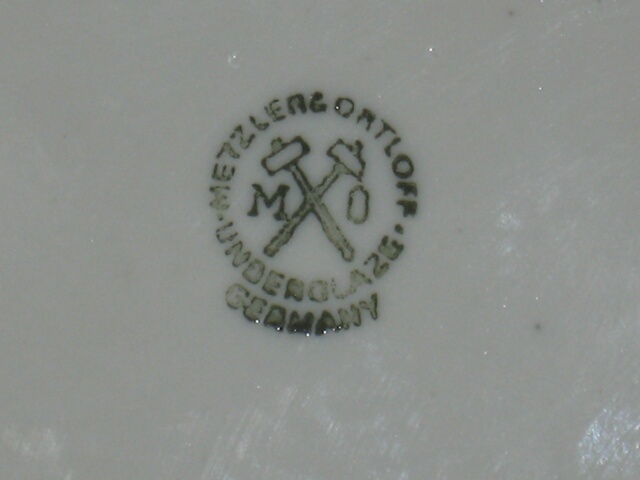 METZLER & ORTLOFF
M O
UNDERGLAZE
GERMANY